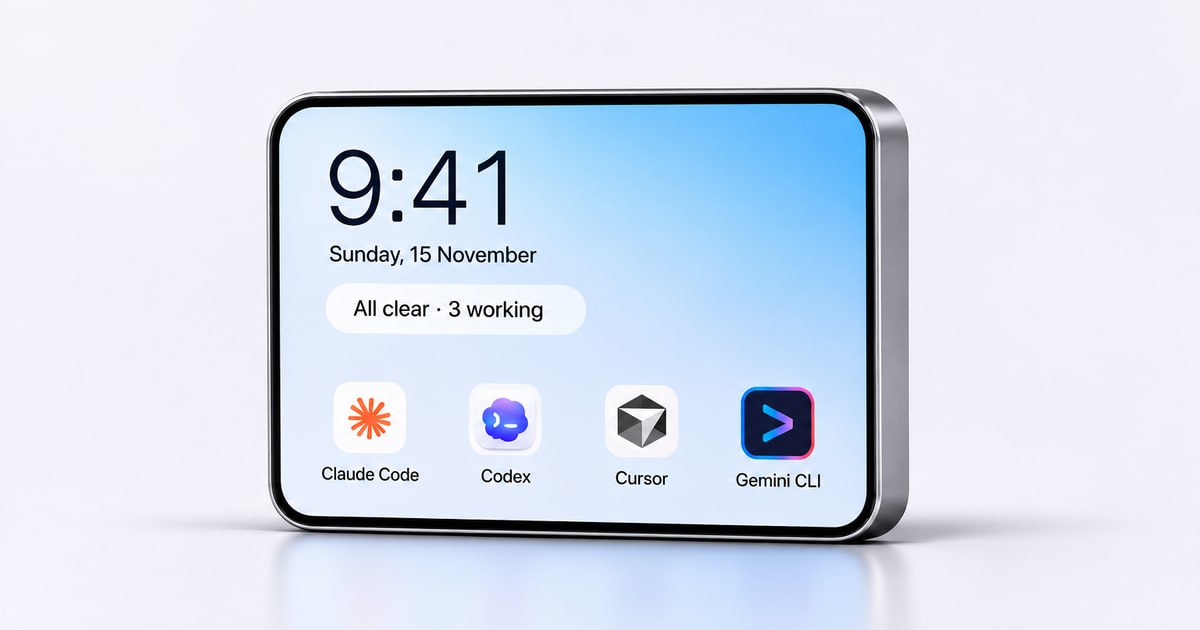 9:41
Sunday, 15 November
All clear · 3 working
Claude Code
Codex
Cursor
Gemini CLI